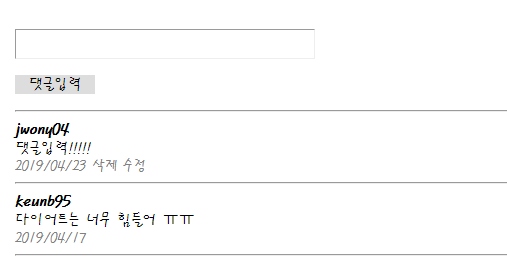 댓글입력
jwony04
댓글입력!!!!!
2019/04/23 삭제 수정
keunb95
다이어트는 너무 힘들어 ㅠㅠ
2019/04/17